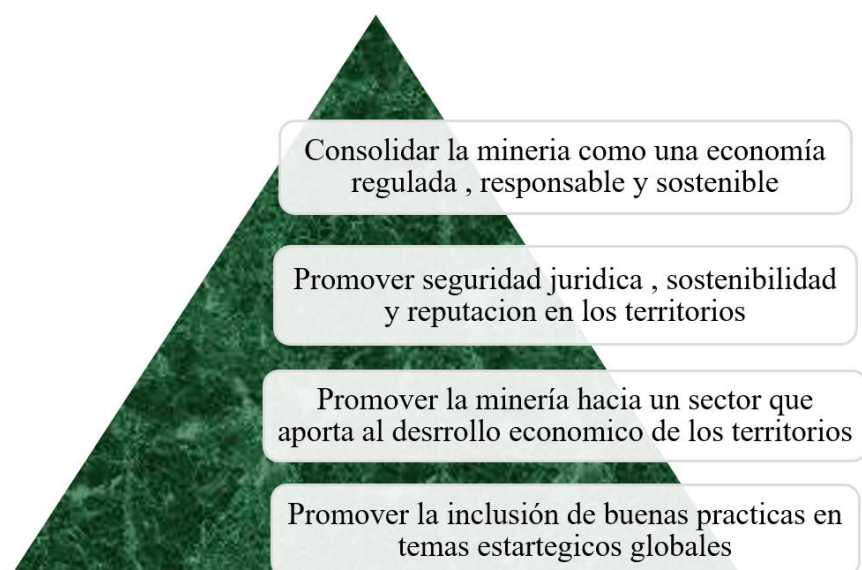 Consolidar la mineria como una economía
regulada , responsable y sostenible
Promover seguridad juridica , sostenibilidad
y reputacion en los territorios
Promover la minería hacia un sector que
aporta al desrrollo economico de los territorios
Promover la inclusión de buenas practicas en
temas estartegicos globales